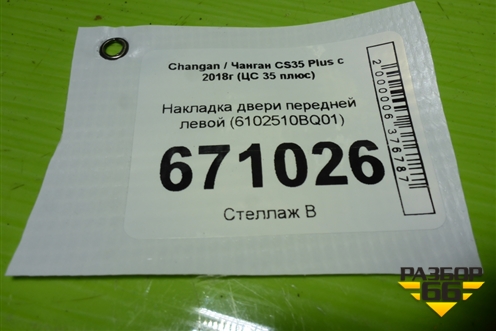 Changan / Чанган CS35 Plus с
2018г (ЦС 35 плюс)
Накладка двери передней
левой (6102510BQ01)
671026
Стеллаж В
2000006376787
РАЗБОР
66